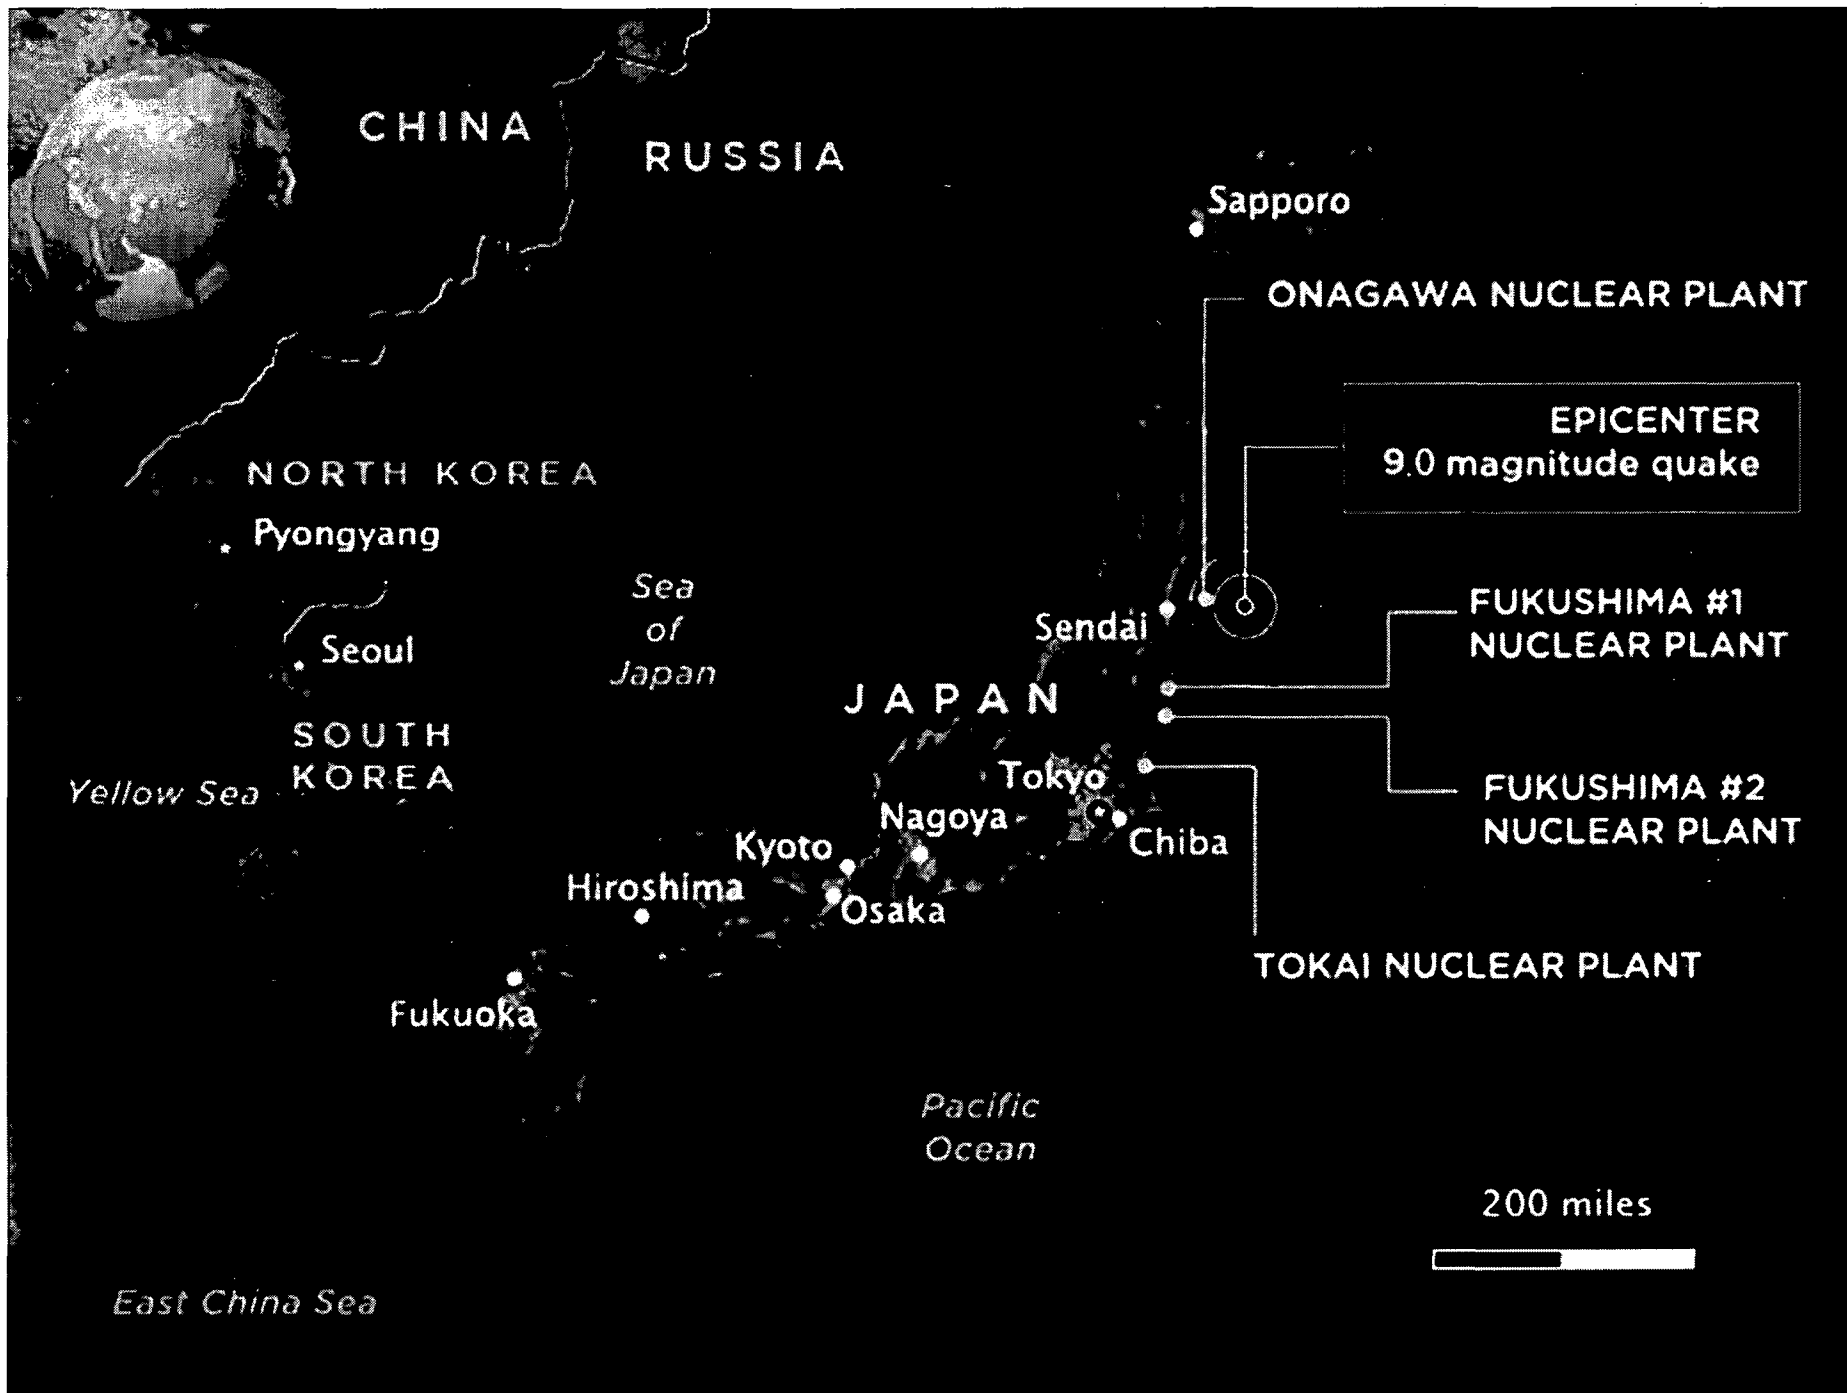 CHINA
RUSSIA
Sapporo
ONAGAWA NUCLEAR PLANT
EPICENTER
9.0 magnitude quake
NORTH KOREA
Pyongyang
Sea
of
Japan
FUKUSHIMA #1
NUCLEAR PLANT
Sendai
Seoul
JAPAN
SOUTH
KOREA
Yellow Sea
Tokyo
FUKUSHIMA #2
NUCLEAR PLANT
Nagoya
Chiba
Kyoto
Hiroshima
Osaka
TOKAI NUCLEAR PLANT
Fukuoka
Pacific
Ocean
200 miles
East China Sea